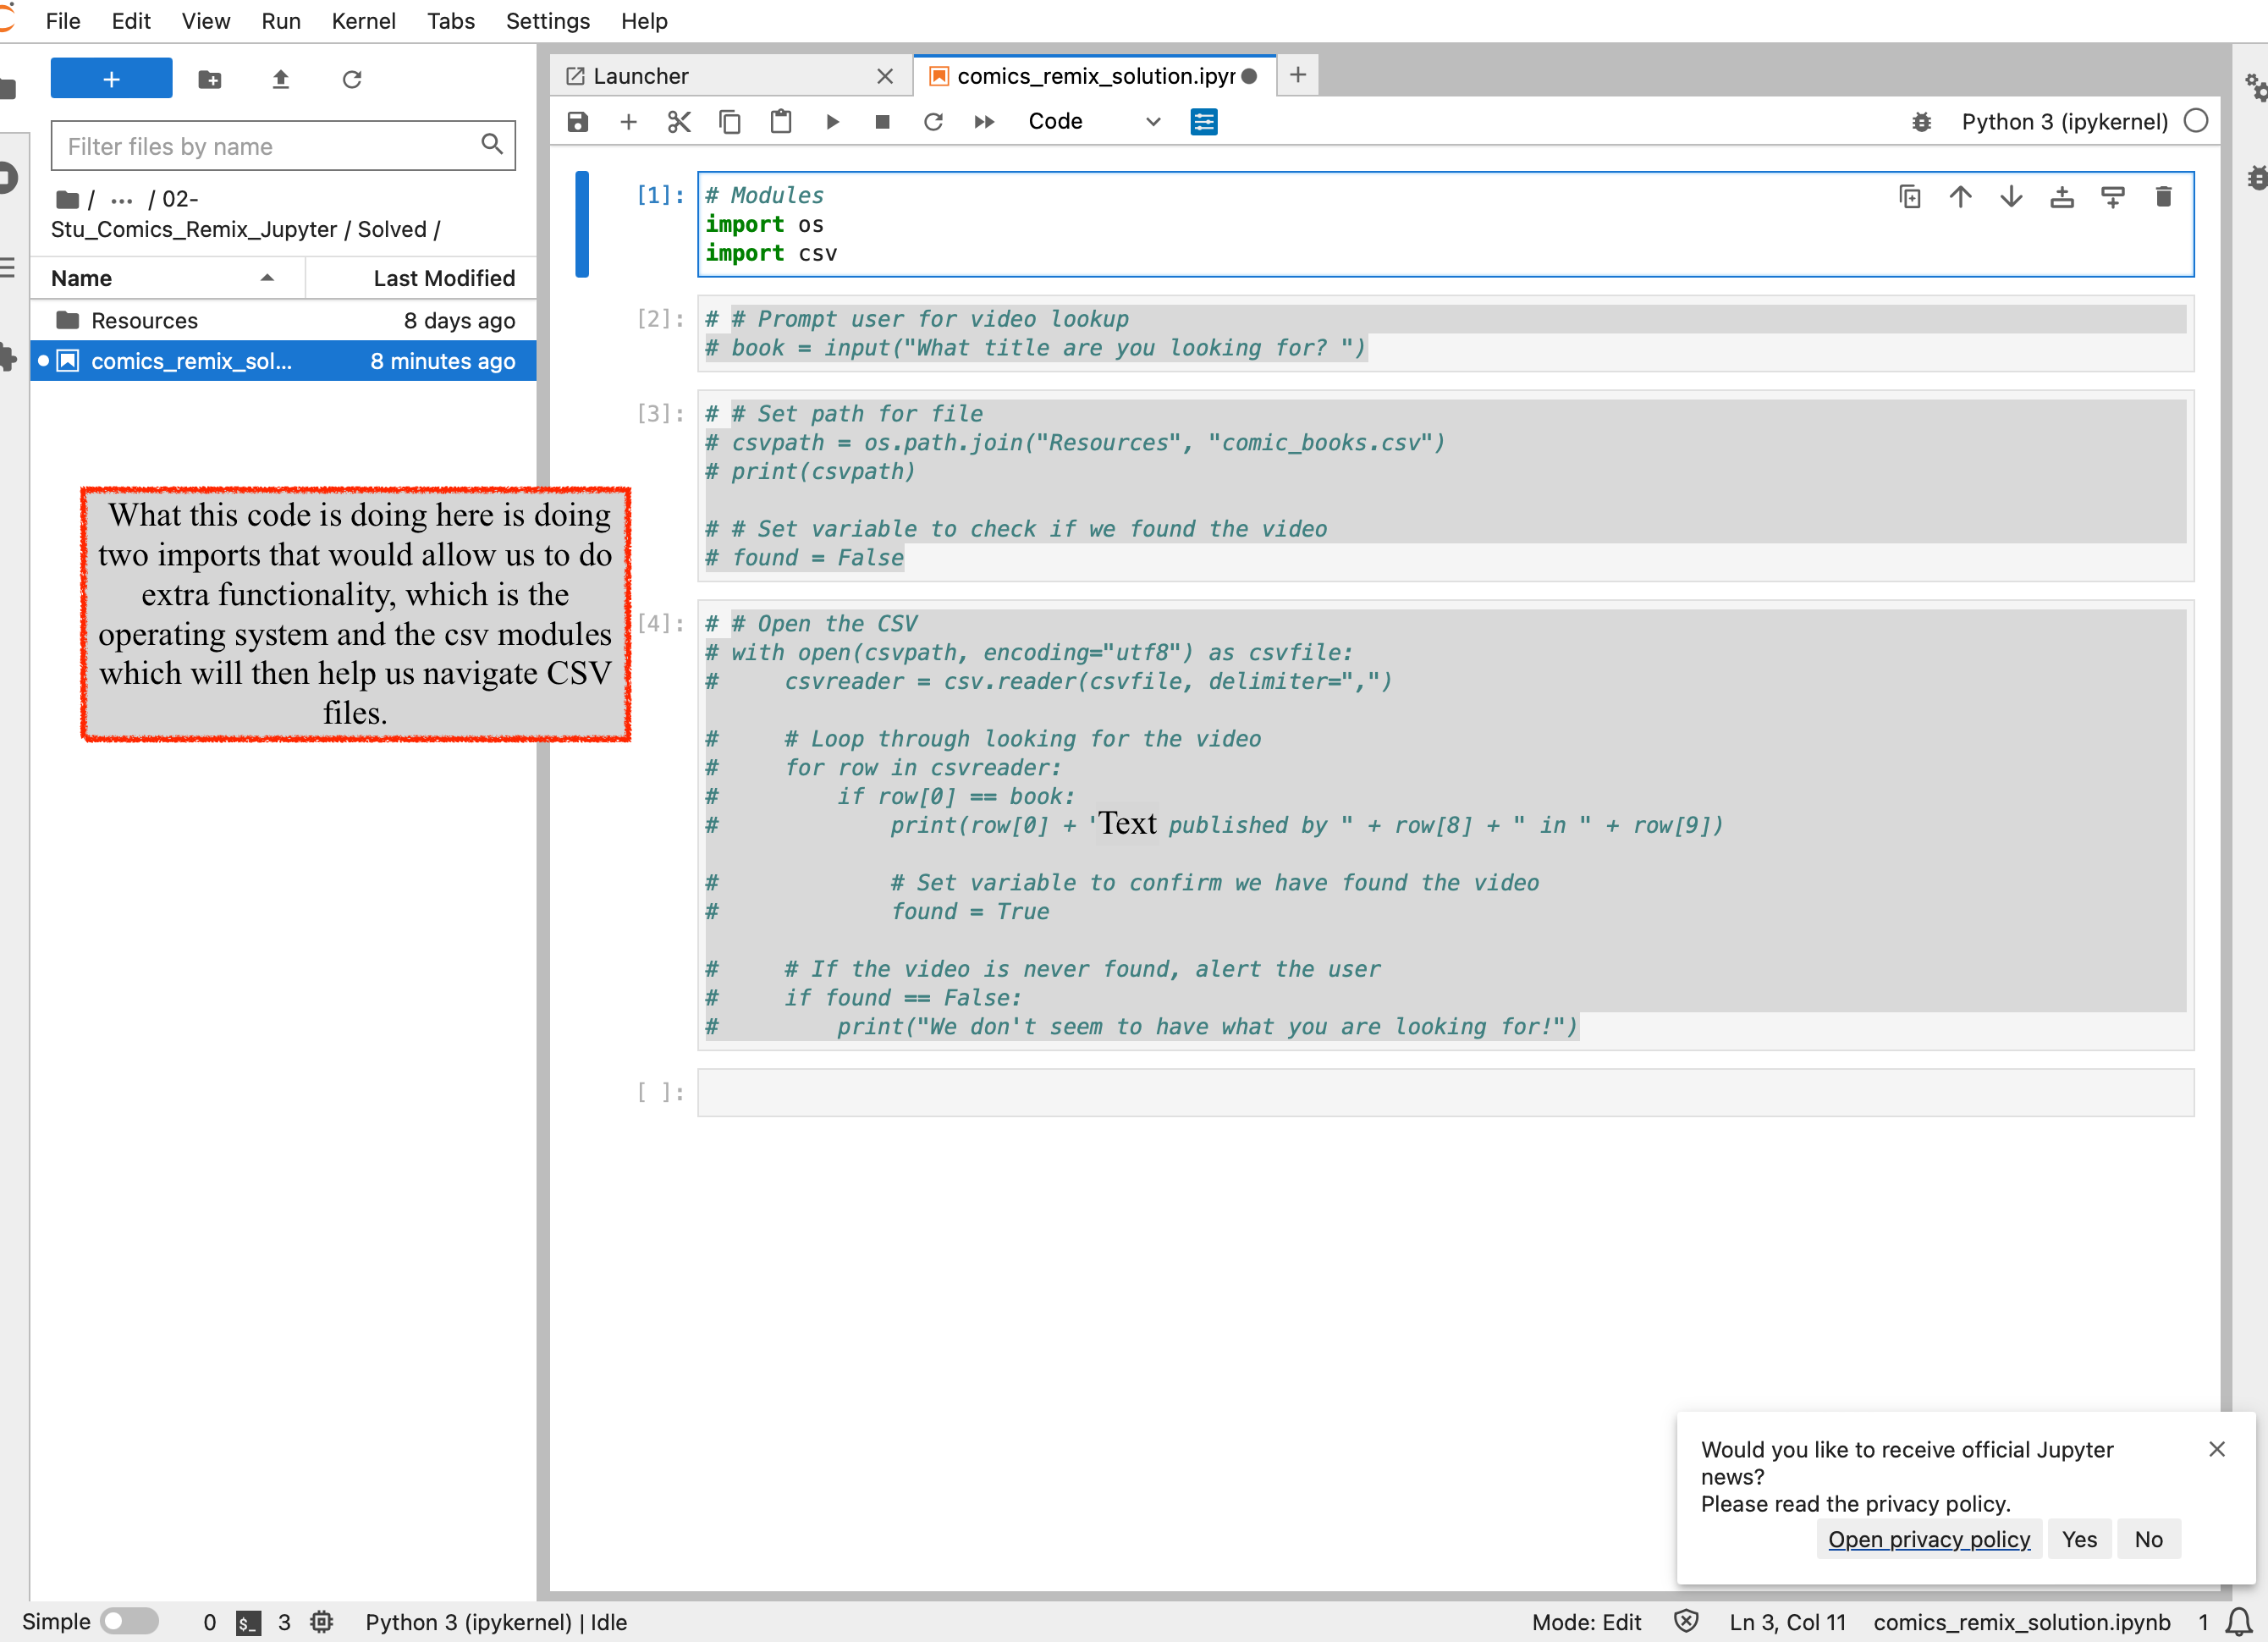 File Edit View Run Kernel Tabs Settings Help
Filter files by name
/ ... / 02-
Stu_Comics_Remix_Jupyter / Solved /
Name Last Modified
Resources 8 days ago
comics_remix_sol... 8 minutes ago
What this code is doing here is doing
two imports that would allow us to do
extra functionality, which is the
operating system and the csv modules
which will then help us navigate CSV
files.
Launcher comics_remix_solution.ipyr
Code Python 3 (ipykernel)
[1]: # Modules
import os
import csv
[2]: # # Prompt user for video lookup
# book = input("What title are you looking for? ")
[3]: # # Set path for file
# csvpath = os.path.join("Resources", "comic_books.csv")
# print(csvpath)
# # Set variable to check if we found the video
# found = False
[4]: # # Open the CSV
# with open(csvpath, encoding="utf8") as csvfile:
#     csvreader = csv.reader(csvfile, delimiter=",")
#     # Loop through looking for the video
#     for row in csvreader:
#         if row[0] == book:
#             print(row[0] + 'Text published by " + row[8] + " in " + row[9])
#             # Set variable to confirm we have found the video
#             found = True
#     # If the video is never found, alert the user
#     if found == False:
#         print("We don't seem to have what you are looking for!")
[ ]:
Would you like to receive official Jupyter
news?
Please read the privacy policy.
Open privacy policy Yes No
Simple 0 $_ 3 Python 3 (ipykernel) | Idle Mode: Edit Ln 3, Col 11 comics_remix_solution.ipynb 1